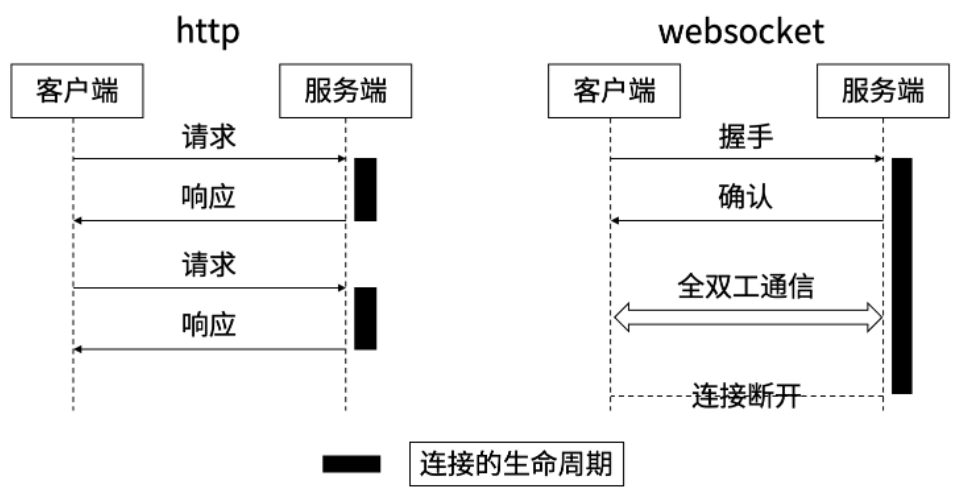 http
websocket
客户端
服务端
客户端
服务端
请求
握手
响应
确认
请求
全双工通信
响应
连接断开
连接的生命周期